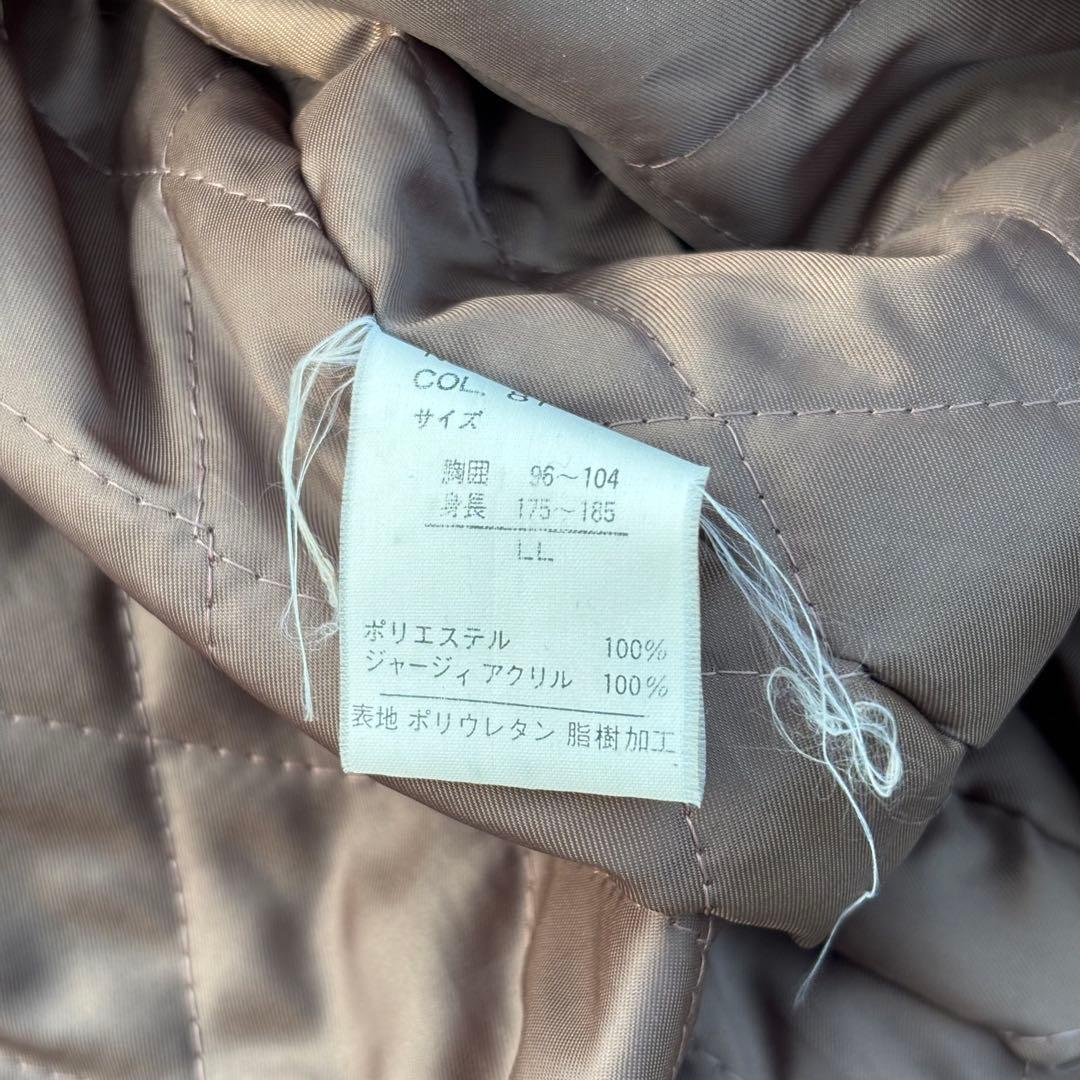 COL.
サイズ
胸囲 96～104
身長 175～185
LL
ポリエステル 100%
ジャージィ アクリル 100%
表地 ポリウレタン 脂樹加工